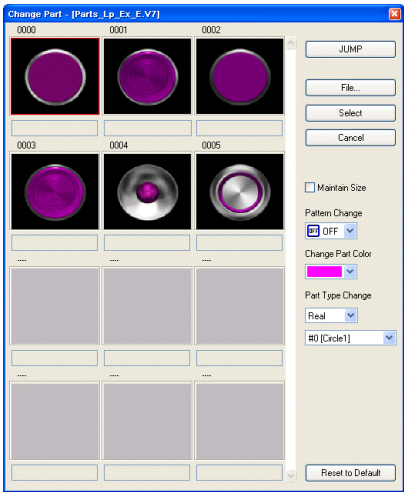 Change Part - [Parts_Lp_Ex_E.V7]
0000 0001 0002
JUMP
File...
Select
Cancel
0003 0004 0005
Maintain Size
Pattern Change
OFF OFF
Change Part Color
---- ---- ----
Part Type Change
Real
#0 [Circle1]
---- ---- ----
Reset to Default